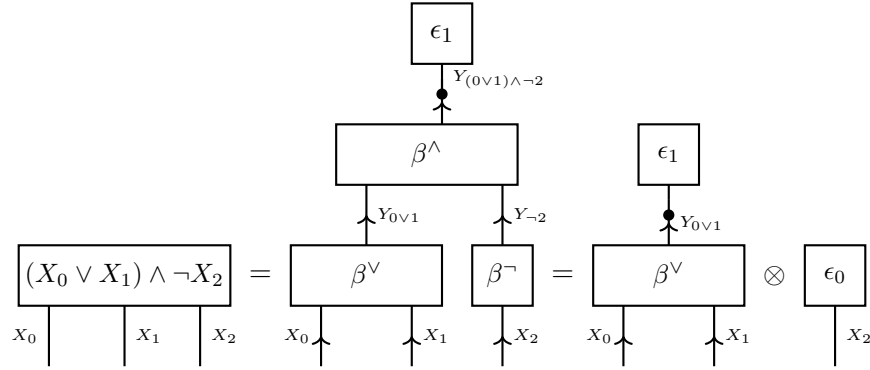 ϵ₁
Y₍₀∨₁₎∧¬₂
β^∧
ϵ₁
Y₀∨₁ Y¬₂ Y₀∨₁
(X₀ ∨ X₁) ∧ ¬X₂ = β^∨ β^¬ = β^∨ ⊗ ϵ₀
X₀ X₁ X₂ X₀ X₁ X₂ X₀ X₁ X₂